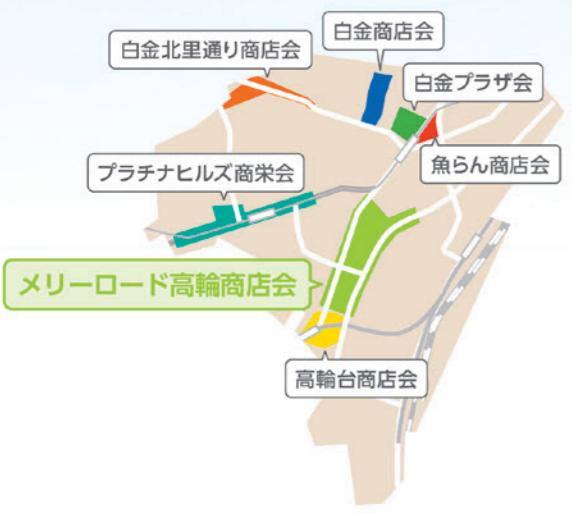 白金商店会
白金北里通り商店会
白金プラザ会
魚らん商店会
プラチナヒルズ商栄会
メリーロード高輪商店会
高輪台商店会